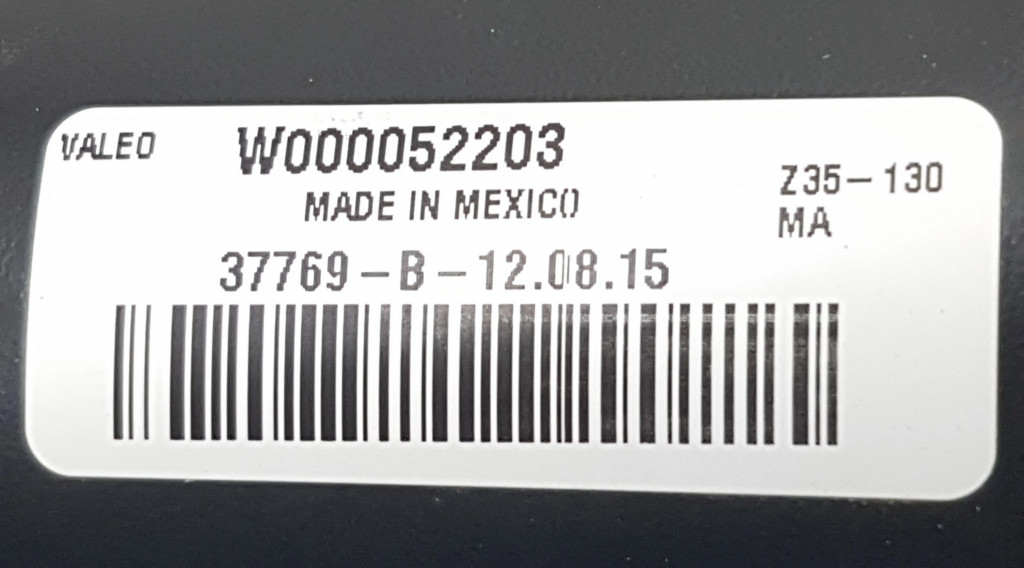 VALEO
W000052203
MADE IN MEXICO
Z35-130
MA
37769-B-12.08.15